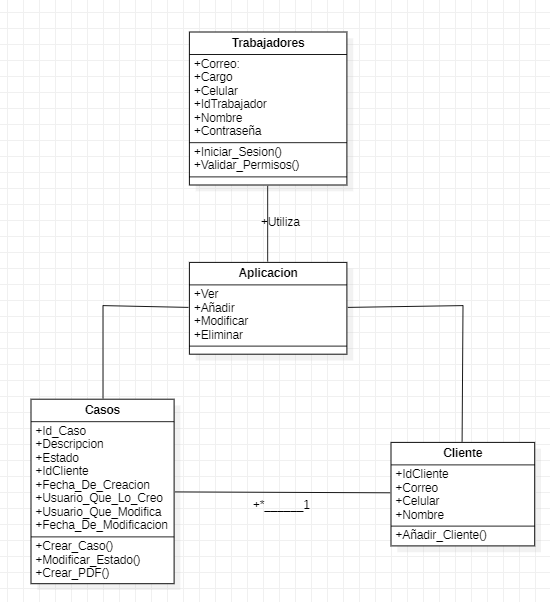 Trabajadores
+Correo:
+Cargo
+Celular
+IdTrabajador
+Nombre
+Contraseña
+Iniciar_Sesion()
+Validar_Permisos()
+Utiliza
Aplicacion
+Ver
+Añadir
+Modificar
+Eliminar
Casos
+Id_Caso
+Descripcion
+Estado
+IdCliente
+Fecha_De_Creacion
+Usuario_Que_Lo_Creo
+Usuario_Que_Modifica
+Fecha_De_Modificacion
+Crear_Caso()
+Modificar_Estado()
+Crear_PDF()
+*______1
Cliente
+IdCliente
+Correo
+Celular
+Nombre
+Añadir_Cliente()